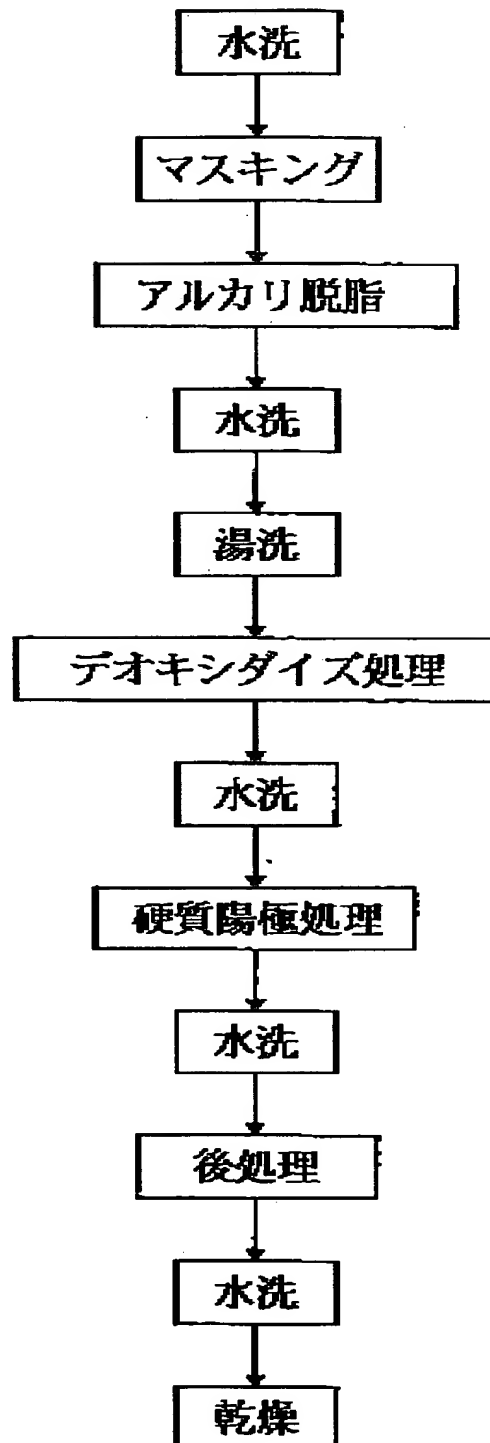 水洗
マスキング
アルカリ脱脂
水洗
湯洗
デオキシダイズ処理
水洗
硬質陽極処理
水洗
後処理
水洗
乾燥